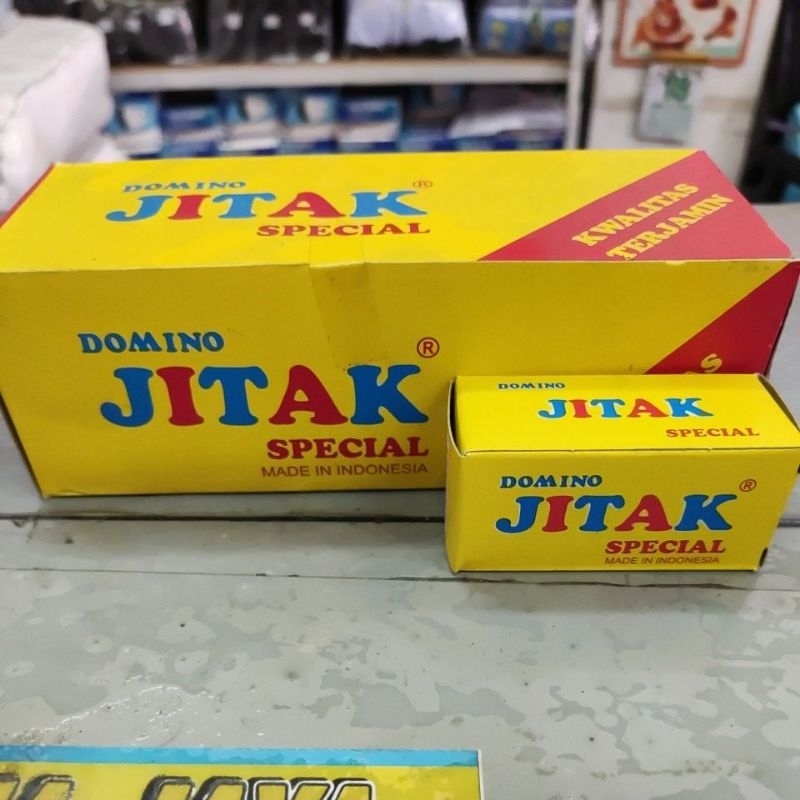 DOMINO
JITAK®
SPECIAL
KWALITAS
TERJAMIN
DOMINO
JITAK®
SPECIAL
MADE IN INDONESIA
DOMINO
JITAK
SPECIAL
DOMINO
JITAK®
SPECIAL
MADE IN INDONESIA
JAYA